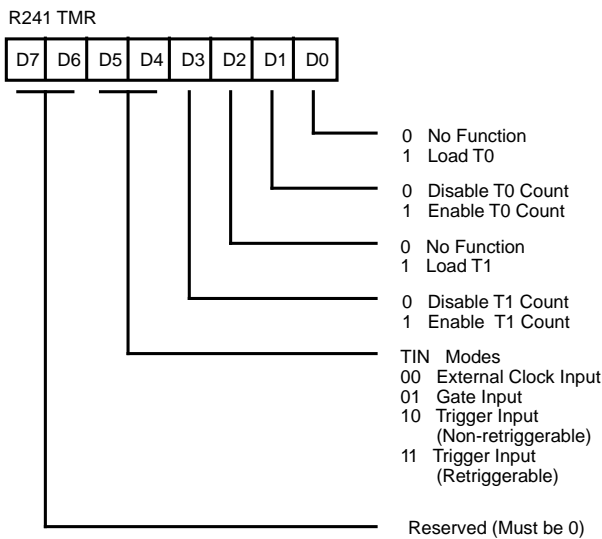 R241 TMR
D7 D6 D5 D4 D3 D2 D1 D0
0 No Function
1 Load T0
0 Disable T0 Count
1 Enable T0 Count
0 No Function
1 Load T1
0 Disable T1 Count
1 Enable T1 Count
TIN Modes
00 External Clock Input
01 Gate Input
10 Trigger Input
(Non-retriggerable)
11 Trigger Input
(Retriggerable)
Reserved (Must be 0)